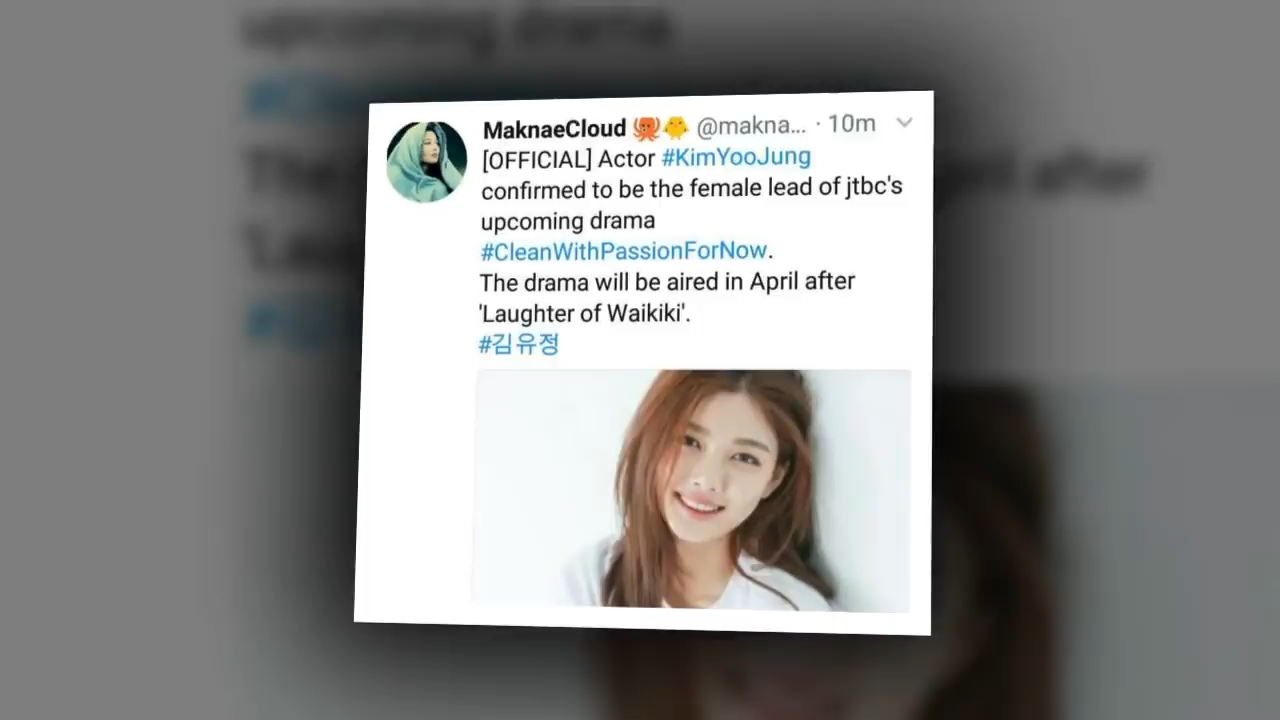 MaknaeCloud 🐙🐥 @makna... · 10m
[OFFICIAL] Actor #KimYooJung
confirmed to be the female lead of jtbc's
upcoming drama
#CleanWithPassionForNow.
The drama will be aired in April after
'Laughter of Waikiki'.
#김유정